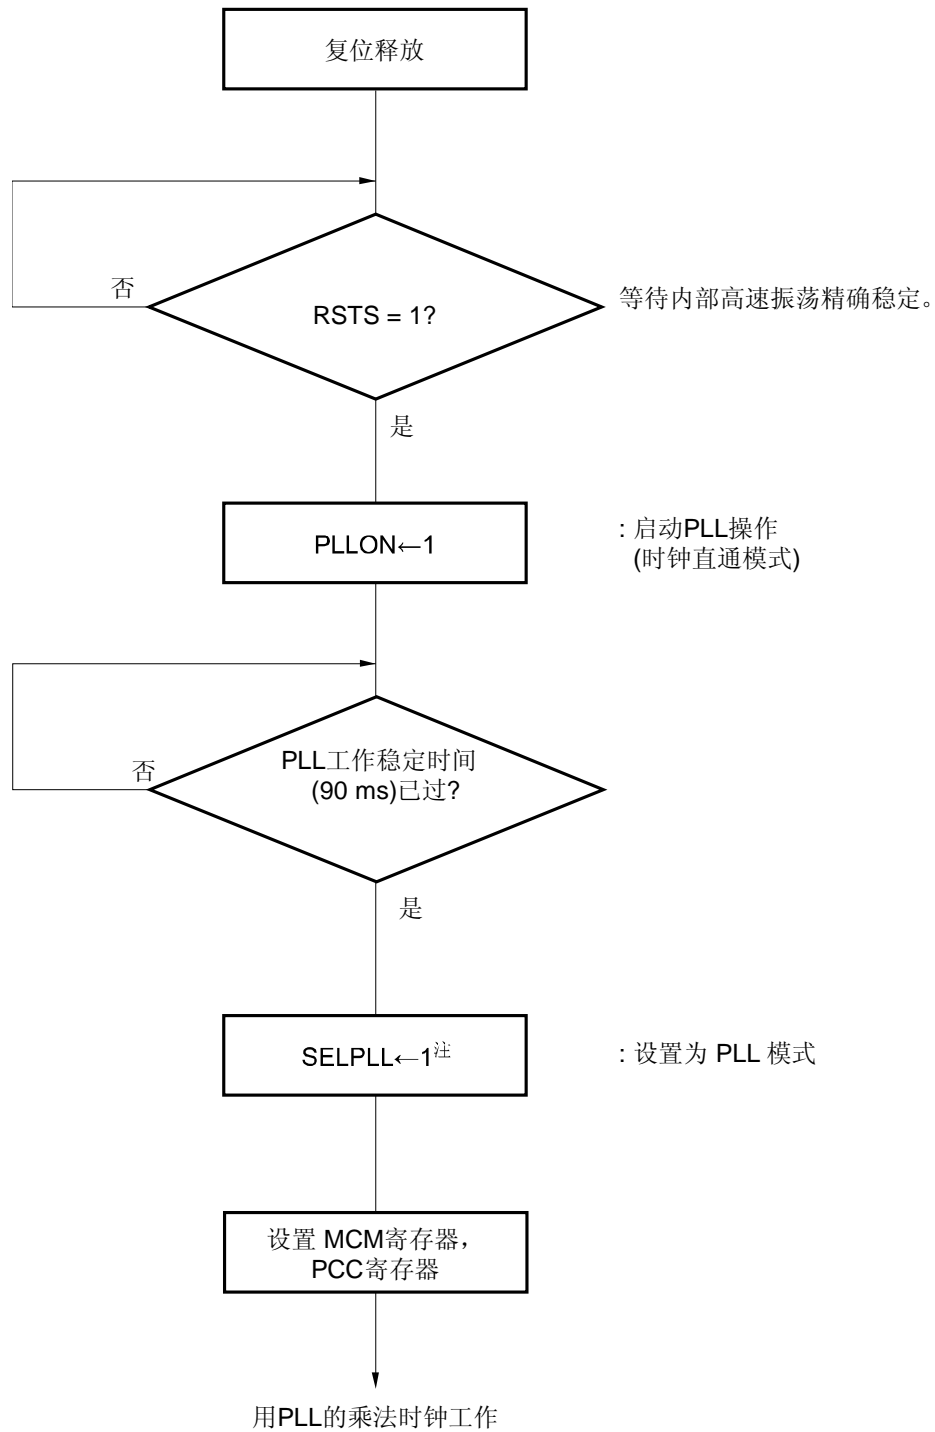 复位释放
否
RSTS = 1?
等待内部高速振荡精确稳定。
是
PLLON←1
: 启动PLL操作
(时钟直通模式)
否
PLL工作稳定时间
(90 ms)已过?
是
SELPLL←1注
: 设置为 PLL 模式
设置 MCM寄存器，
PCC寄存器
用PLL的乘法时钟工作